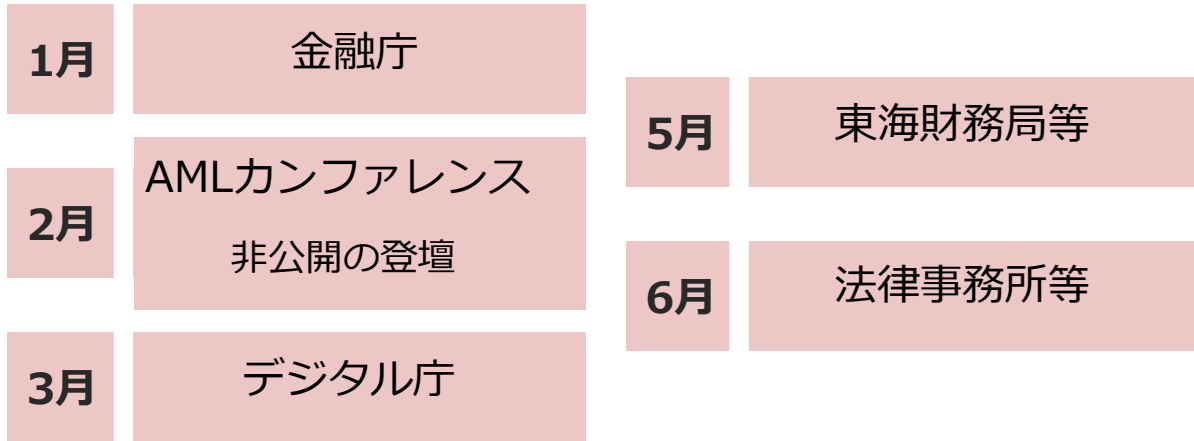 1月
金融庁
2月
AMLカンファレンス
非公開の登壇
3月
デジタル庁
5月
東海財務局等
6月
法律事務所等